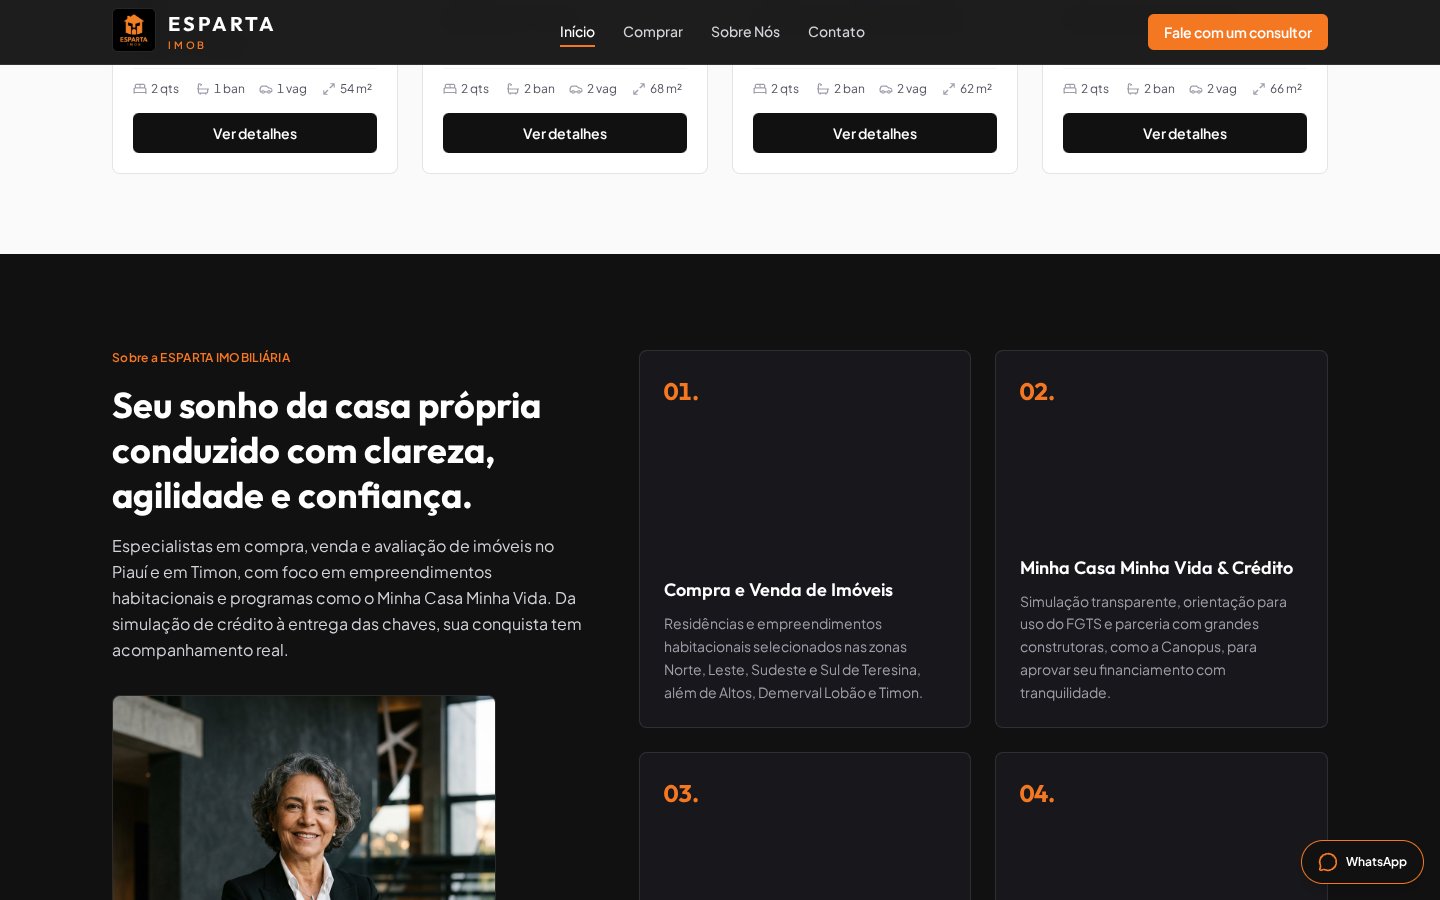 ESPARTA
IMOB
ESPARTA
IMOB
Início
Comprar
Sobre Nós
Contato
Fale com um consultor
2 qts
1 ban
1 vag
54 m²
2 qts
2 ban
2 vag
68 m²
2 qts
2 ban
2 vag
62 m²
2 qts
2 ban
2 vag
66 m²
Ver detalhes
Ver detalhes
Ver detalhes
Ver detalhes
Sobre a ESPARTA IMOBILIÁRIA
Seu sonho da casa própria
conduzido com clareza,
agilidade e confiança.
Especialistas em compra, venda e avaliação de imóveis no
Piauí e em Timon, com foco em empreendimentos
habitacionais e programas como o Minha Casa Minha Vida. Da
simulação de crédito à entrega das chaves, sua conquista tem
acompanhamento real.
01.
Compra e Venda de Imóveis
Residências e empreendimentos
habitacionais selecionados nas zonas
Norte, Leste, Sudeste e Sul de Teresina,
além de Altos, Demerval Lobão e Timon.
02.
Minha Casa Minha Vida & Crédito
Simulação transparente, orientação para
uso do FGTS e parceria com grandes
construtoras, como a Canopus, para
aprovar seu financiamento com
tranquilidade.
03.
04.
WhatsApp